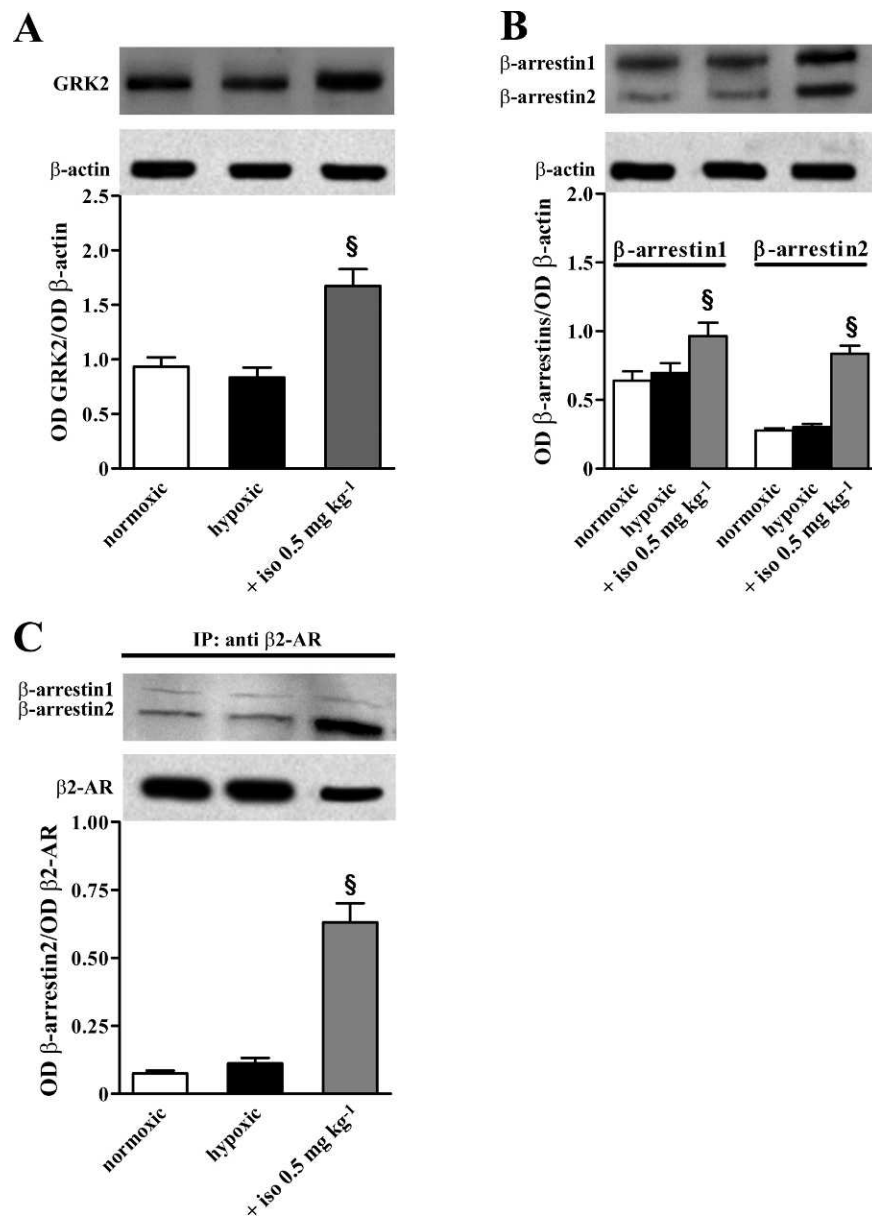 A
GRK2
β-actin
2.5
2.0
1.5
1.0
0.5
0
OD GRK2/OD β-actin
§
normoxic
hypoxic
+ iso 0.5 mg kg-1
B
β-arrestin1
β-arrestin2
β-actin
2.0
1.5
1.0
0.5
0
OD β-arrestins/OD β-actin
β-arrestin1
β-arrestin2
§
§
normoxic
hypoxic
+ iso 0.5 mg kg-1
normoxic
hypoxic
+ iso 0.5 mg kg-1
C
IP: anti β2-AR
β-arrestin1
β-arrestin2
β2-AR
1.00
0.75
0.50
0.25
0
OD β-arrestin2/OD β2-AR
§
normoxic
hypoxic
+ iso 0.5 mg kg-1